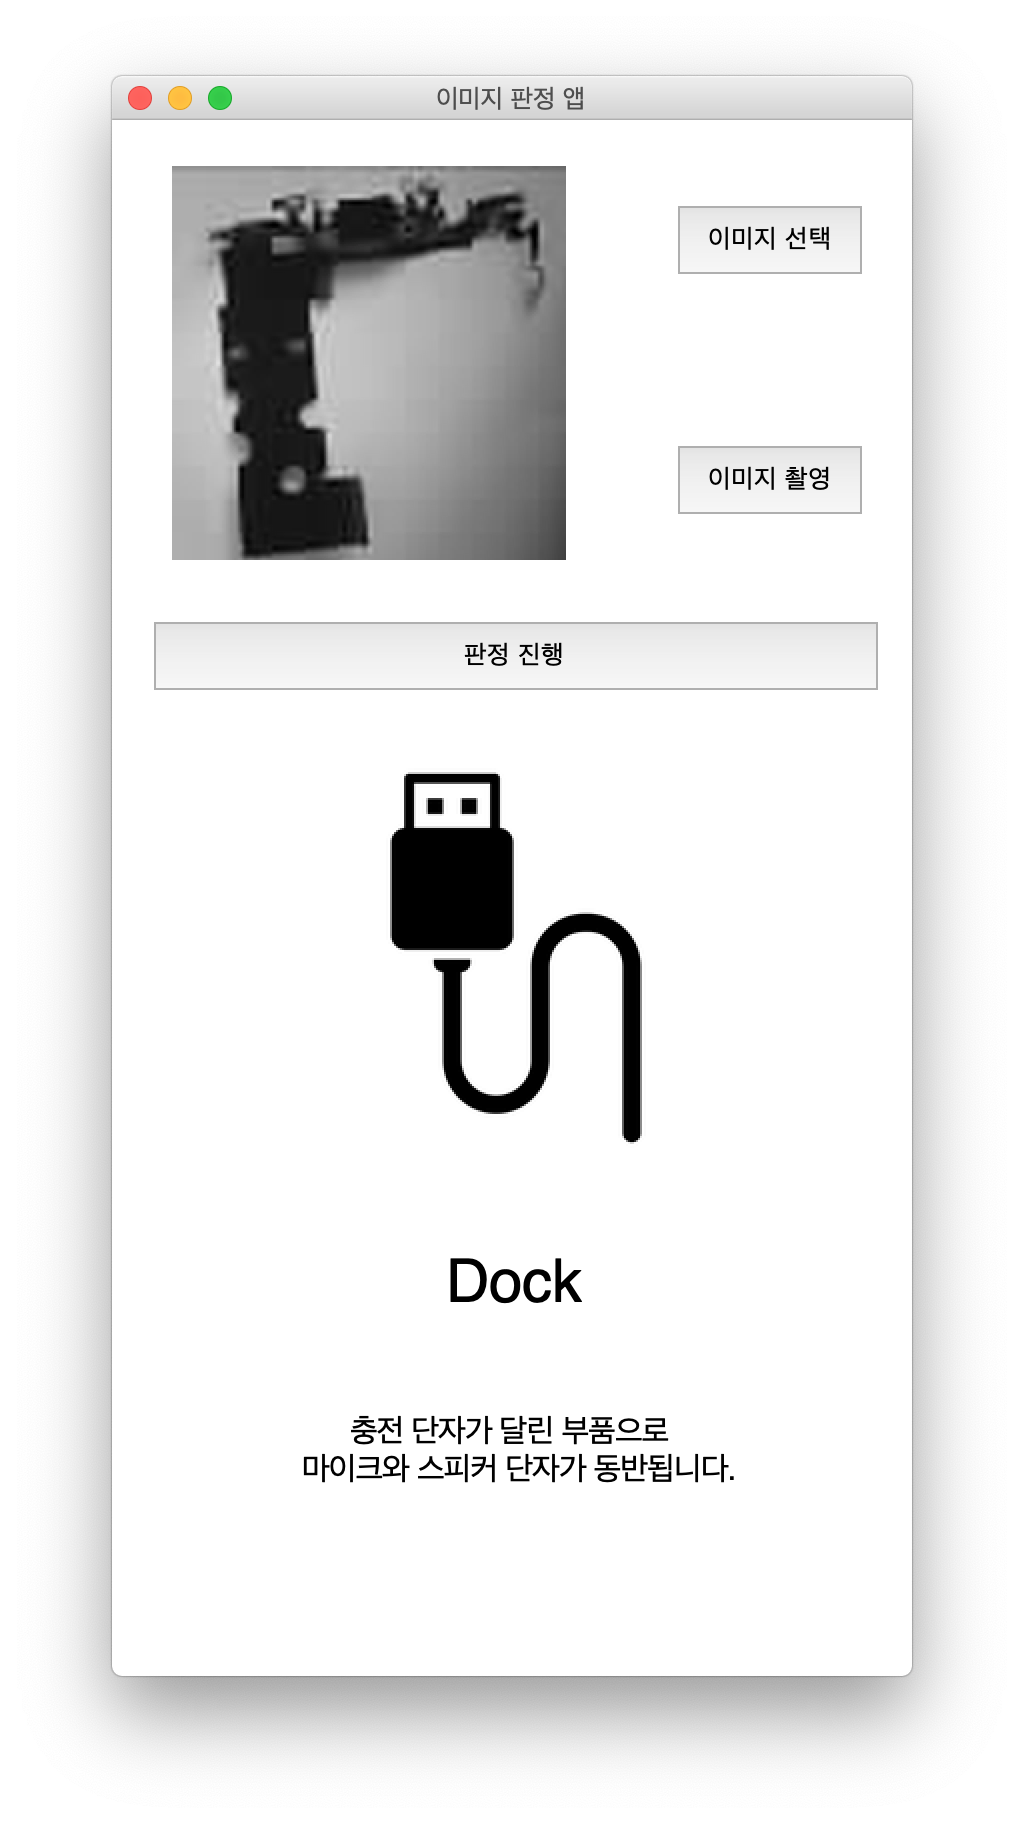 이미지 판정 앱
이미지 선택
이미지 촬영
판정 진행
Dock
충전 단자가 달린 부품으로
마이크와 스피커 단자가 동반됩니다.